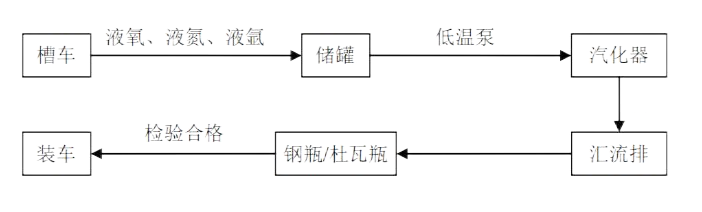 液氧、液氮、液氩
低温泵
槽车
储罐
汽化器
检验合格
装车
钢瓶/杜瓦瓶
汇流排